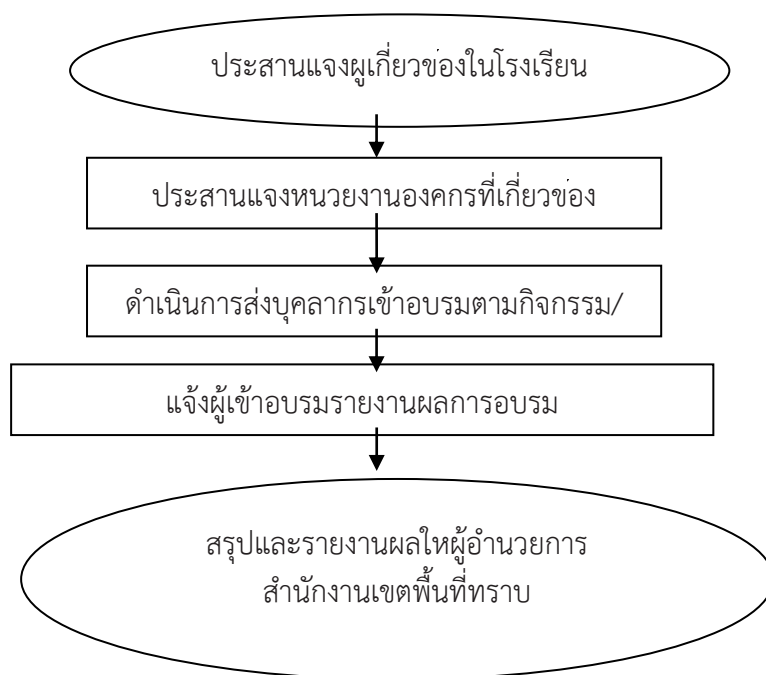 ประสานแจงผูเกี่ยวข่องในโรงเรียน
ประสานแจงหนวยงานองคกรที่เกี่ยวข่อง
ดำเนินการส่งบุคลากรเข้าอบรมตามกิจกรรม/
แจ้งผู้เข้าอบรมรายงานผลการอบรม
สรุปและรายงานผลใหผู้อำนวยการ
สำนักงานเขตพื้นที่ทราบ